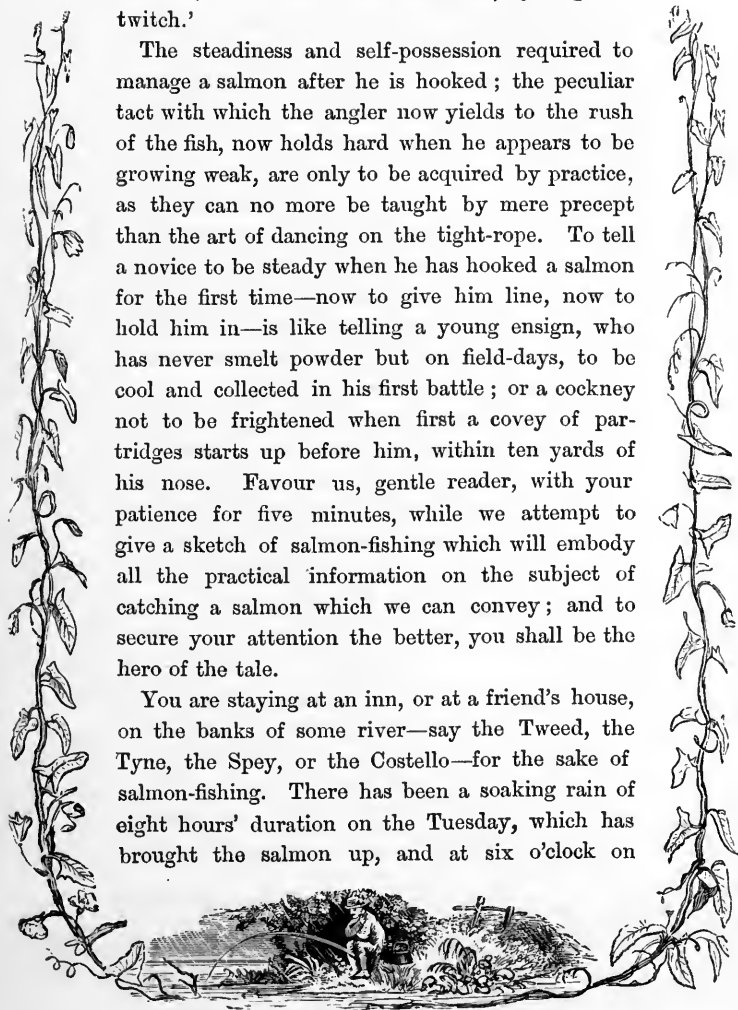 twitch.’
The steadiness and self-possession required to
manage a salmon after he is hooked ; the peculiar
tact with which the angler now yields to the rush
of the fish, now holds hard when he appears to be
growing weak, are only to be acquired by practice,
as they can no more be taught by mere precept
than the art of dancing on the tight-rope. To tell
a novice to be steady when he has hooked a salmon
for the first time—now to give him line, now to
hold him in—is like telling a young ensign, who
has never smelt powder but on field-days, to be
cool and collected in his first battle ; or a cockney
not to be frightened when first a covey of par-
tridges starts up before him, within ten yards of
his nose. Favour us, gentle reader, with your
patience for five minutes, while we attempt to
give a sketch of salmon-fishing which will embody
all the practical information on the subject of
catching a salmon which we can convey ; and to
secure your attention the better, you shall be the
hero of the tale.
You are staying at an inn, or at a friend’s house,
on the banks of some river—say the Tweed, the
Tyne, the Spey, or the Costello—for the sake of
salmon-fishing. There has been a soaking rain of
eight hours’ duration on the Tuesday, which has
brought the salmon up, and at six o’clock on